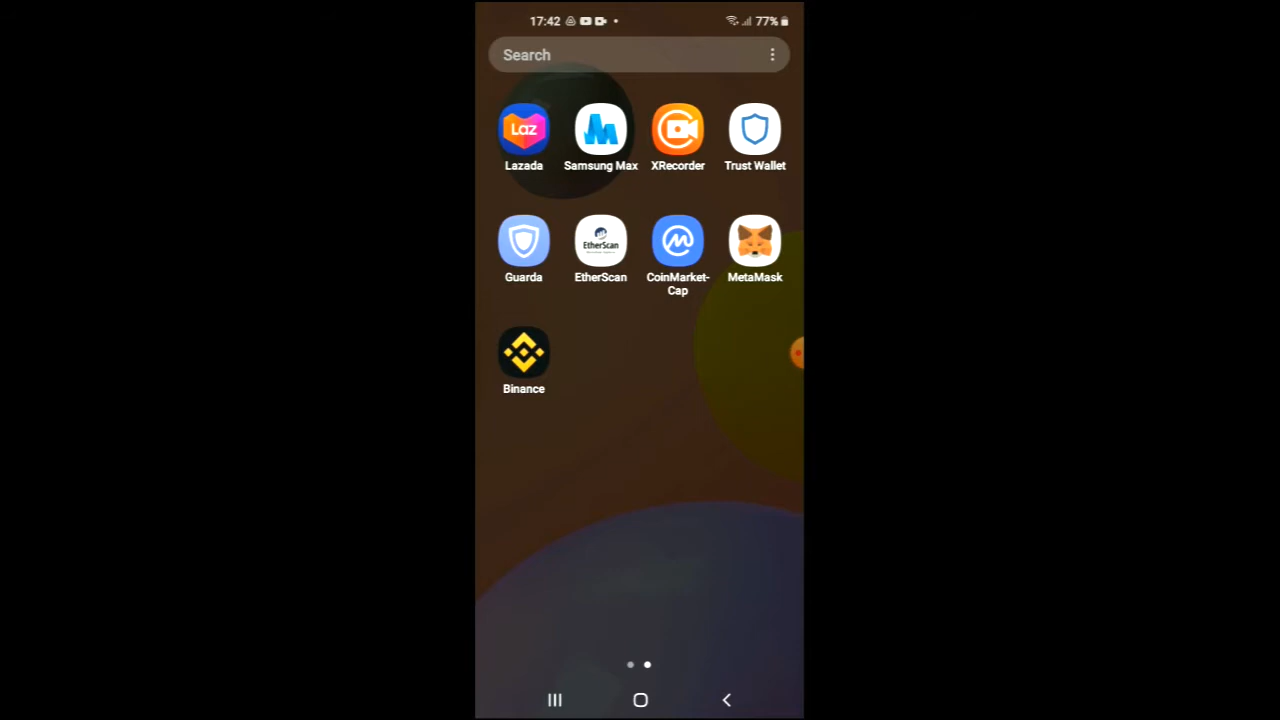 17:42
77%
Search
Laz
Lazada
Samsung Max
XRecorder
Trust Wallet
EtherScan
Guarda
EtherScan
CoinMarket-
Cap
MetaMask
Binance